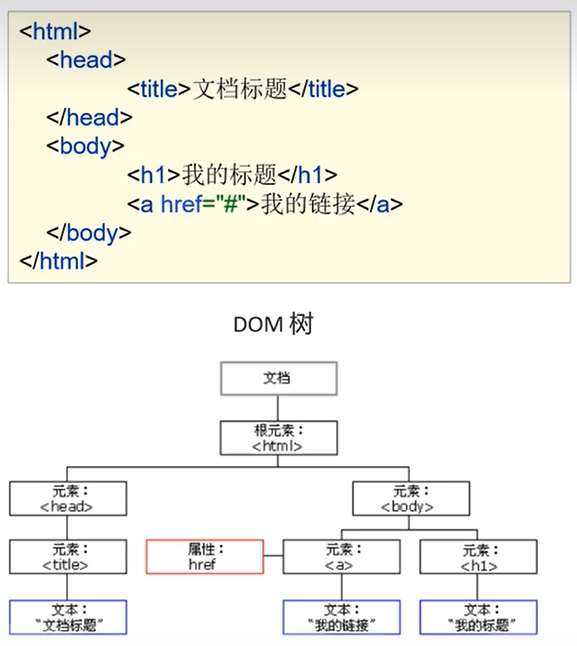 <html>
<head>
<title>文档标题</title>
</head>
<body>
<h1>我的标题</h1>
<a href="#">我的链接</a>
</body>
</html>
DOM 树
文档
根元素：
<html>
元素：
<head>
元素：
<body>
元素：
<title>
属性：
href
元素：
<a>
元素：
<h1>
文本：
“文档标题”
文本：
“我的链接”
文本：
“我的标题”